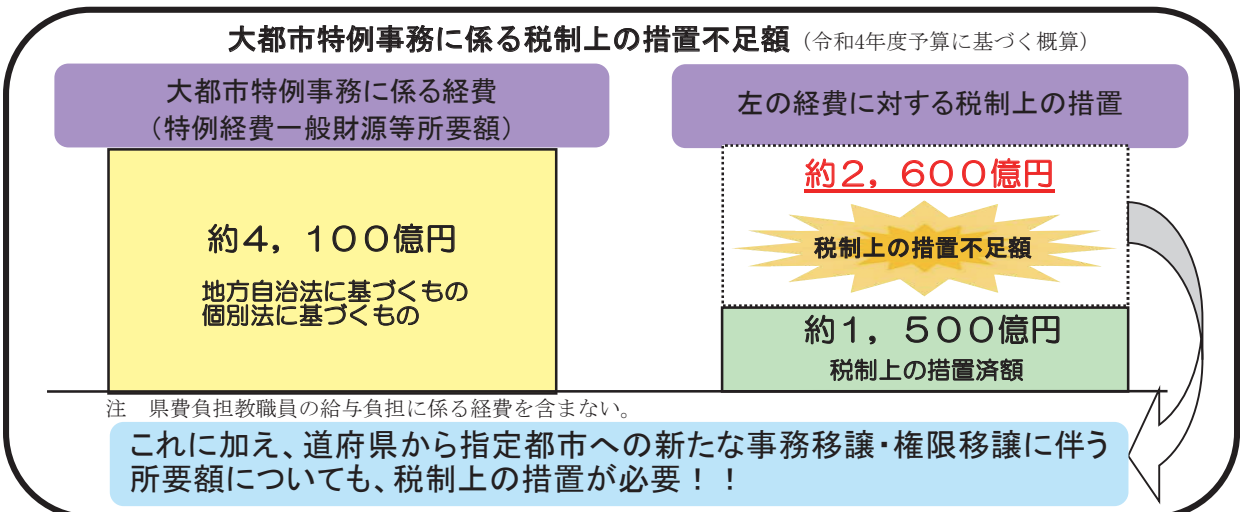 大都市特例事務に係る税制上の措置不足額（令和4年度予算に基づく概算）
大都市特例事務に係る経費
（特例経費一般財源等所要額）
左の経費に対する税制上の措置
約４，１００億円
地方自治法に基づくもの
個別法に基づくもの
約２，６００億円
税制上の措置不足額
約１，５００億円
税制上の措置済額
注　県費負担教職員の給与負担に係る経費を含まない。
これに加え、道府県から指定都市への新たな事務移譲・権限移譲に伴う
所要額についても、税制上の措置が必要！！